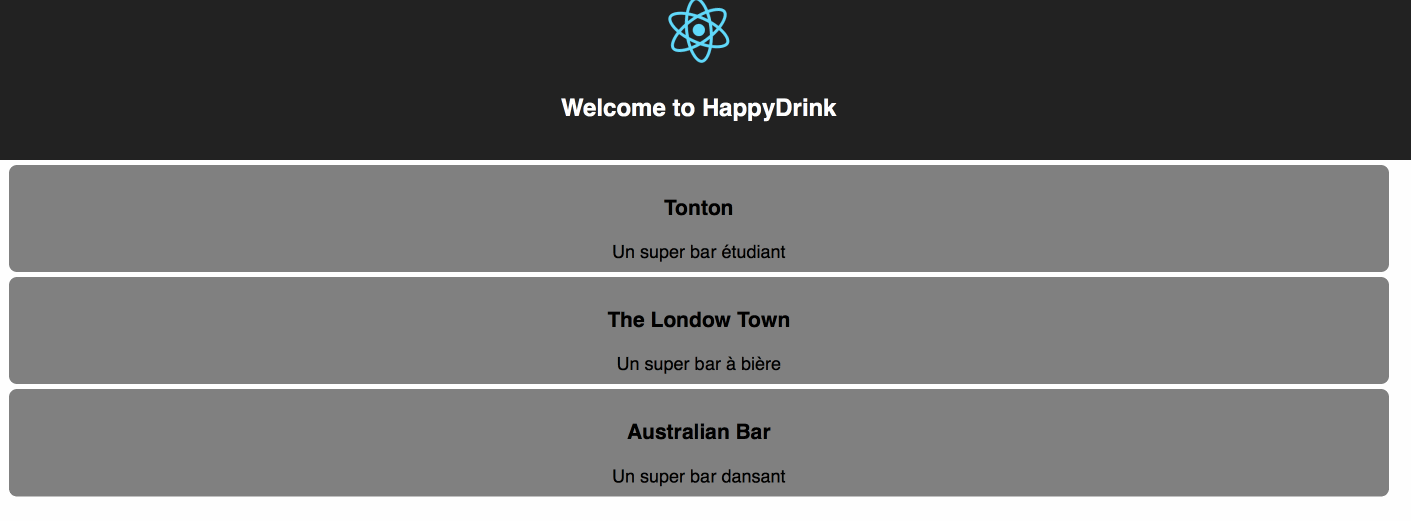 Welcome to HappyDrink
Tonton
Un super bar étudiant
The Londow Town
Un super bar à bière
Australian Bar
Un super bar dansant